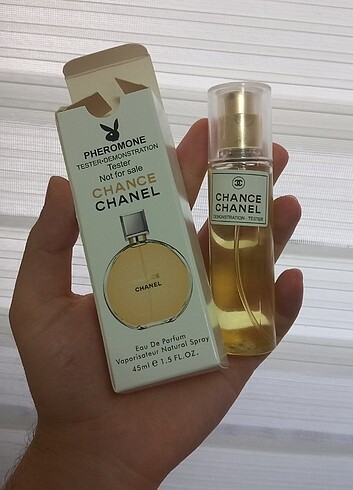 PHEROMONE
TESTER-DEMONSTRATION
Tester
Not for sale
CHANCE
CHANEL
CHANCE
CHANEL
Eau De Parfum
Vaporisateur Natural Spray
45ml e 1.5 FL.OZ.
CHANCE
CHANEL
DEMONSTRATION - TESTER